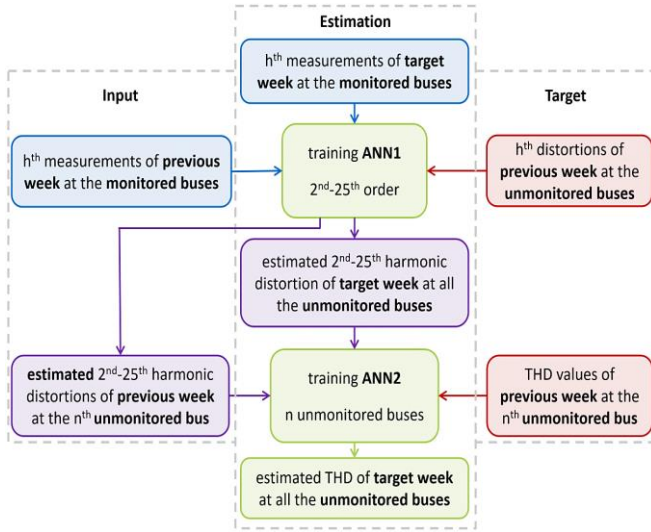 Estimation
hᵗʰ measurements of target
week at the monitored buses
Input
Target
hᵗʰ measurements of previous
week at the monitored buses
training ANN1
2ⁿᵈ-25ᵗʰ order
hᵗʰ distortions of
previous week at the
unmonitored buses
estimated 2ⁿᵈ-25ᵗʰ harmonic
distortion of target week at all
the unmonitored buses
estimated 2ⁿᵈ-25ᵗʰ harmonic
distortions of previous week
at the nᵗʰ unmonitored bus
training ANN2
n unmonitored buses
THD values of
previous week at the
nᵗʰ unmonitored bus
estimated THD of target week
at all the unmonitored buses